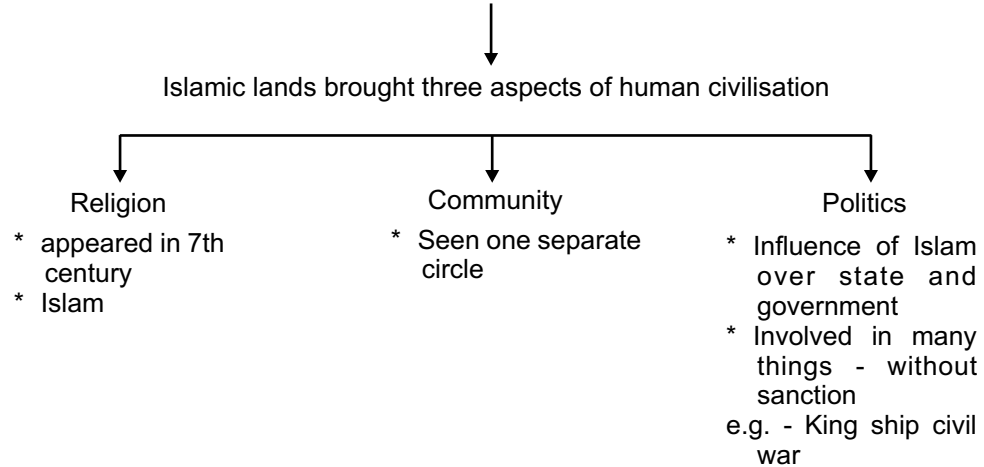 Islamic lands brought three aspects of human civilisation
Religion
* appeared in 7th
century
* Islam
Community
* Seen one separate
circle
Politics
* Influence of Islam
over state and
government
* Involved in many
things - without
sanction
e.g. - King ship civil
war